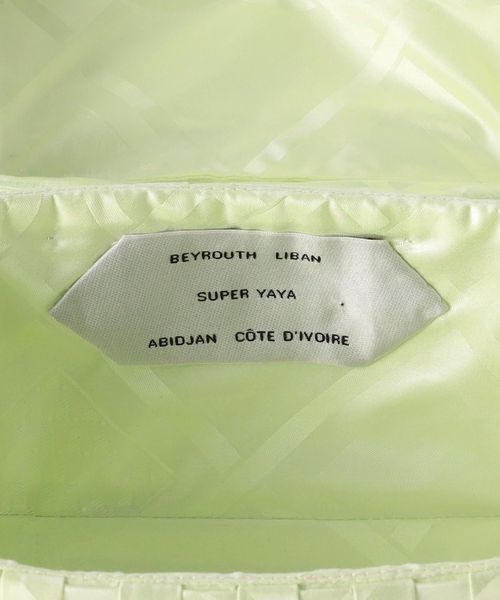 BEYROUTH LIBAN
SUPER YAYA
ABIDJAN CÔTE D'IVOIRE